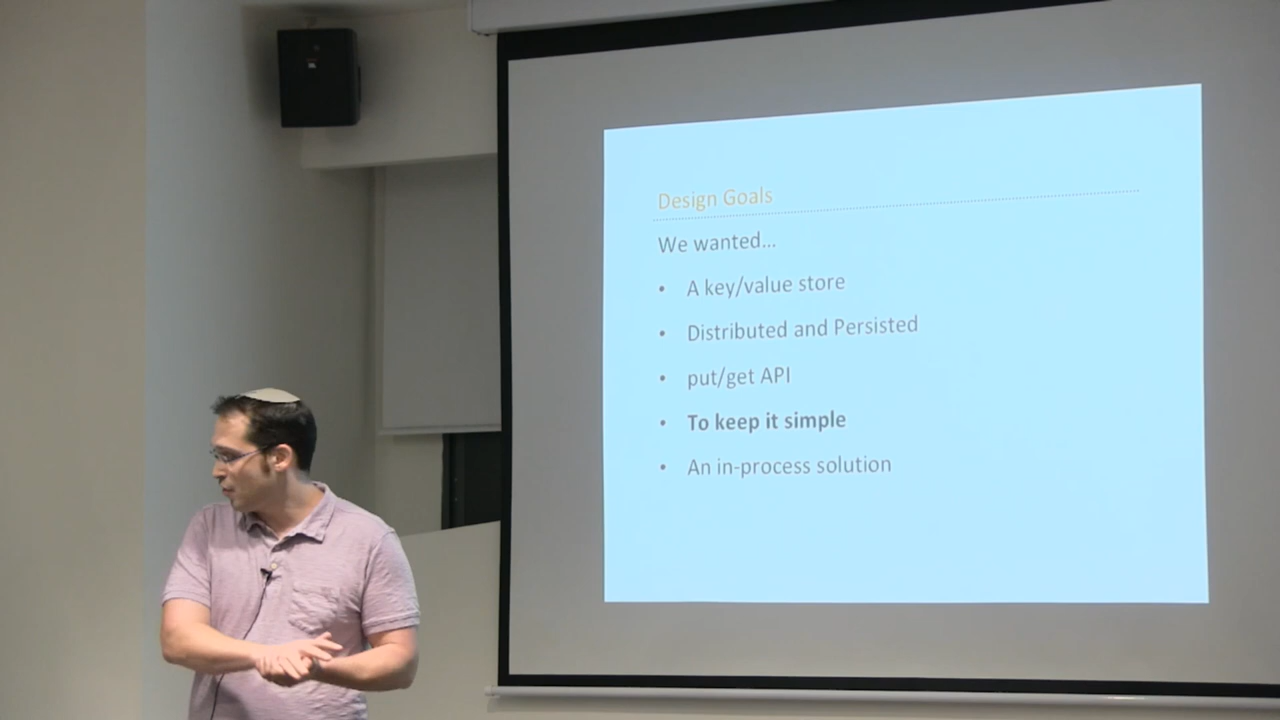 Design Goals
We wanted...
• A key/value store
• Distributed and Persisted
• put/get API
• To keep it simple
• An in-process solution